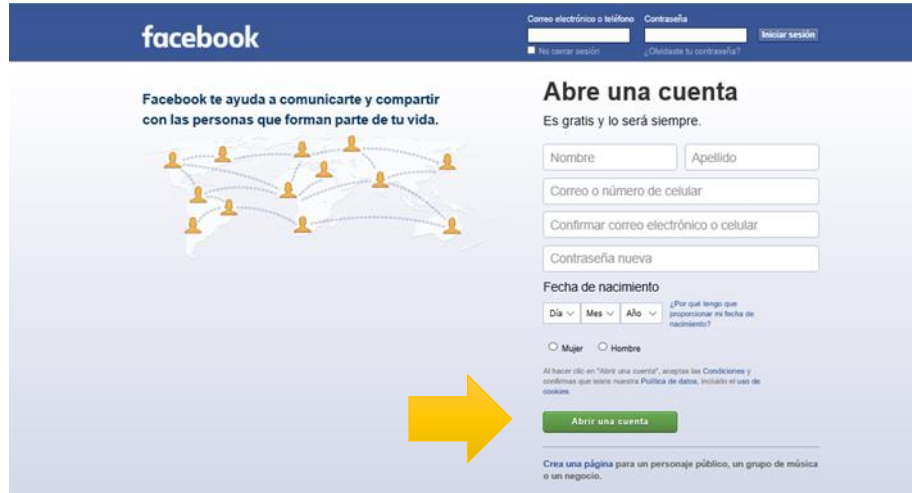 facebook
Correo electrónico o teléfono
Contraseña
Iniciar sesión
No cerrar sesión
¿Olvidaste tu contraseña?
Facebook te ayuda a comunicarte y compartir
con las personas que forman parte de tu vida.
Abre una cuenta
Es gratis y lo será siempre.
Nombre
Apellido
Correo o número de celular
Confirmar correo electrónico o celular
Contraseña nueva
Fecha de nacimiento
Día
Mes
Año
¿Por qué tengo que
proporcionar mi fecha de
nacimiento?
Mujer
Hombre
Al hacer clic en "Abrir una cuenta", aceptas las Condiciones y
confirmas que leíste nuestra Política de datos, incluido el uso de
cookies.
Abrir una cuenta
Crea una página para un personaje público, un grupo de música
o un negocio.